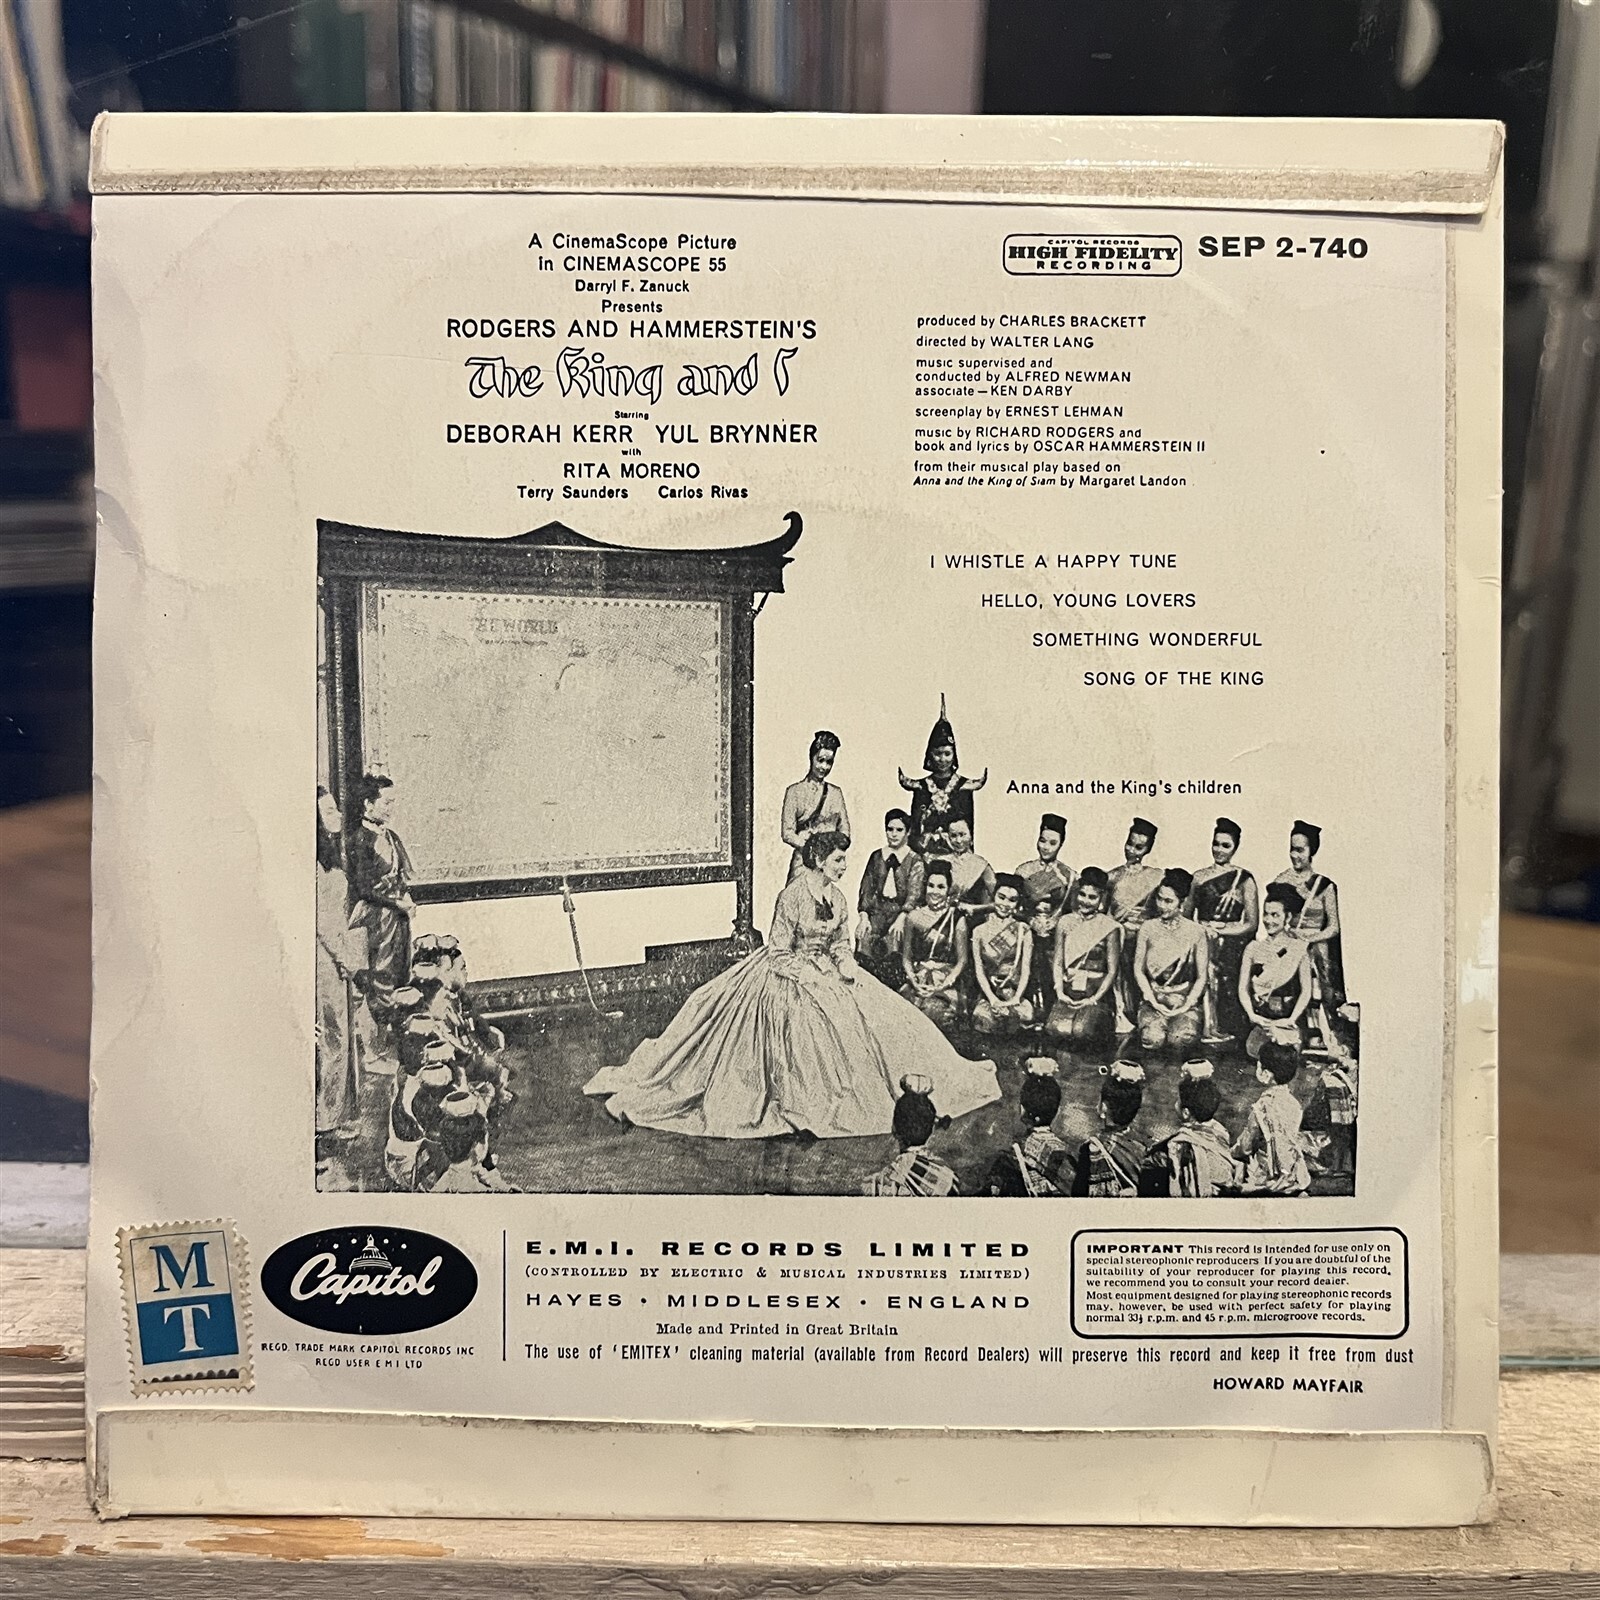 A CinemaScope Picture
in CINEMASCOPE 55
Darryl F. Zanuck
Presents
RODGERS AND HAMMERSTEIN'S
The King and I
Starring
DEBORAH KERR YUL BRYNNER
with
RITA MORENO
Terry Saunders Carlos Rivas
CAPITOL RECORDS
HIGH FIDELITY
RECORDING
SEP 2-740
produced by CHARLES BRACKETT
directed by WALTER LANG
music supervised and
conducted by ALFRED NEWMAN
associate — KEN DARBY
screenplay by ERNEST LEHMAN
music by RICHARD RODGERS and
book and lyrics by OSCAR HAMMERSTEIN II
from their musical play based on
Anna and the King of Siam by Margaret Landon
I WHISTLE A HAPPY TUNE
HELLO, YOUNG LOVERS
SOMETHING WONDERFUL
SONG OF THE KING
THE WORLD
Anna and the King's children
MT
Capitol
REGD. TRADE MARK CAPITOL RECORDS INC
REGD USER E M I LTD
E.M.I. RECORDS LIMITED
(CONTROLLED BY ELECTRIC & MUSICAL INDUSTRIES LIMITED)
HAYES · MIDDLESEX · ENGLAND
Made and Printed in Great Britain
IMPORTANT This record is intended for use only on
special stereophonic reproducers If you are doubtful of the
suitability of your reproducer for playing this record,
we recommend you to consult your record dealer.
Most equipment designed for playing stereophonic records
may, however, be used with perfect safety for playing
normal 33⅓ r.p.m. and 45 r.p.m. microgroove records.
The use of 'EMITEX' cleaning material (available from Record Dealers) will preserve this record and keep it free from dust
HOWARD MAYFAIR